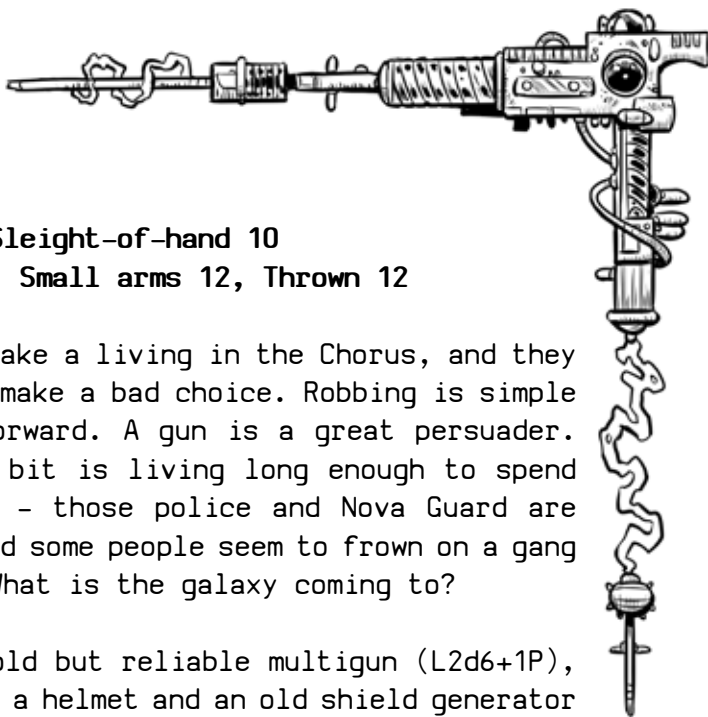 Sleight-of-hand 10
Small arms 12, Thrown 12
ake a living in the Chorus, and they
make a bad choice. Robbing is simple
orward. A gun is a great persuader.
bit is living long enough to spend
– those police and Nova Guard are
d some people seem to frown on a gang
What is the galaxy coming to?
old but reliable multigun (L2d6+1P),
a helmet and an old shield generator